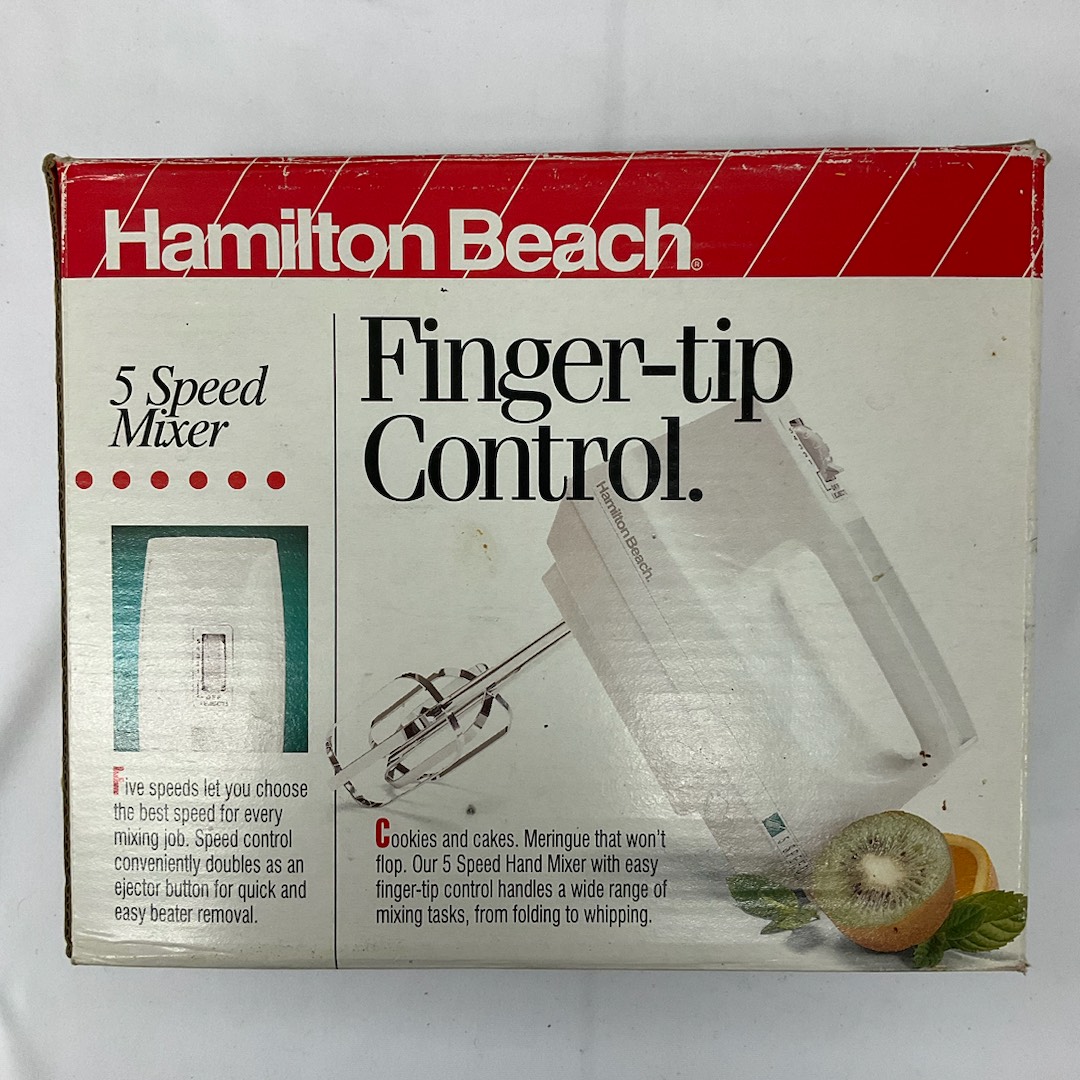 Hamilton Beach®
5 Speed
Mixer
Finger-tip
Control.
Hamilton Beach.
OFF
Five speeds let you choose
the best speed for every
mixing job. Speed control
conveniently doubles as an
ejector button for quick and
easy beater removal.
Cookies and cakes. Meringue that won't
flop. Our 5 Speed Hand Mixer with easy
finger-tip control handles a wide range of
mixing tasks, from folding to whipping.